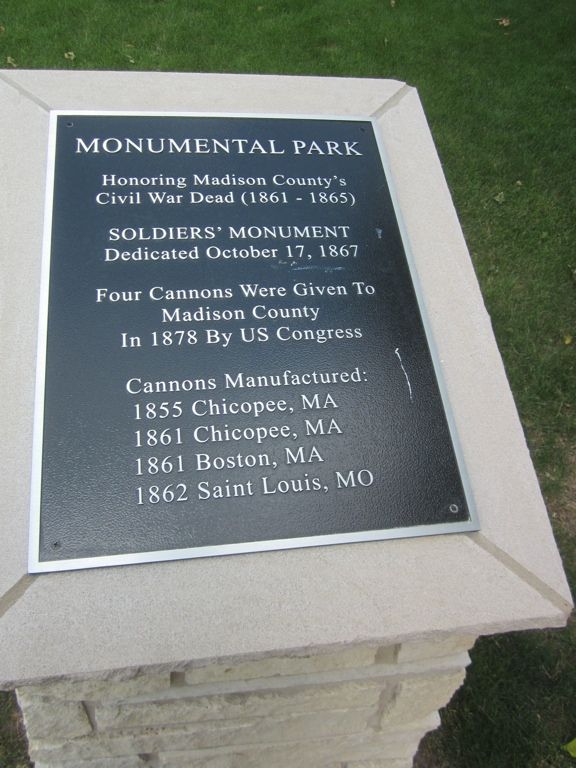 MONUMENTAL PARK
Honoring Madison County's
Civil War Dead (1861 - 1865)
SOLDIERS' MONUMENT
Dedicated October 17, 1867
Four Cannons Were Given To
Madison County
In 1878 By US Congress
Cannons Manufactured:
1855 Chicopee, MA
1861 Chicopee, MA
1861 Boston, MA
1862 Saint Louis, MO